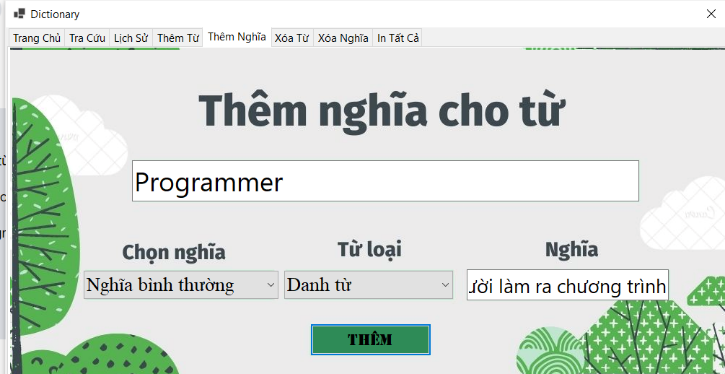 Dictionary
Trang Chủ Tra Cứu Lịch Sử Thêm Từ Thêm Nghĩa Xóa Từ Xóa Nghĩa In Tất Cả
Thêm nghĩa cho từ
Programmer
Chọn nghĩa Từ loại Nghĩa
Nghĩa bình thường Danh từ ười làm ra chương trình
THÊM